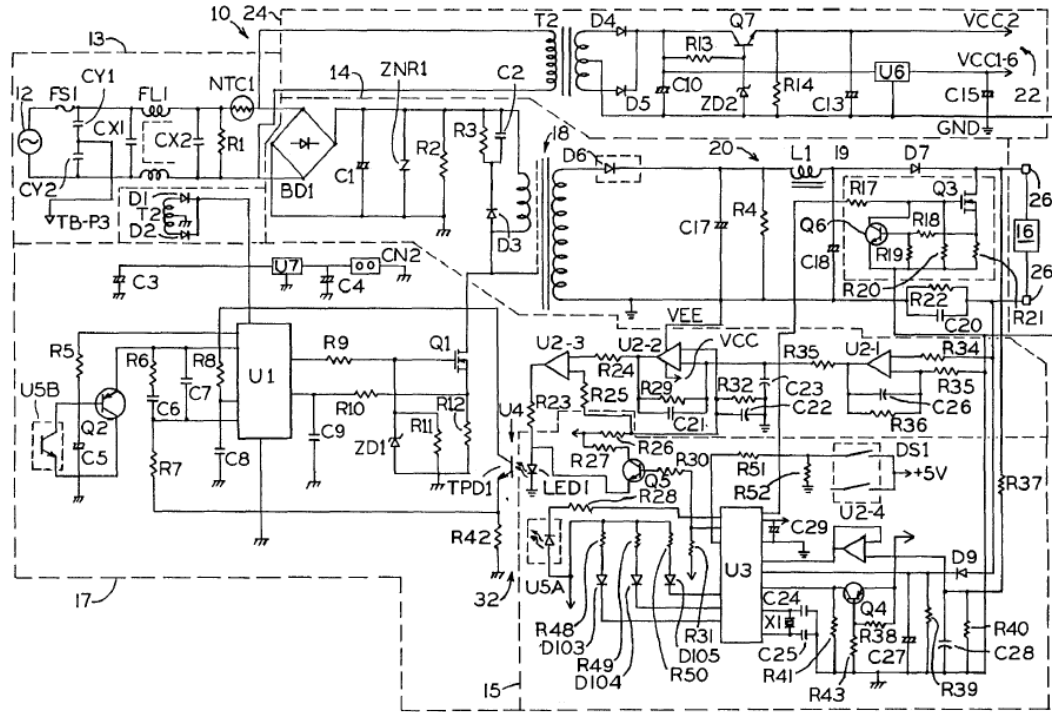 10
24
T2 D4
Q7
VCC2
13
14
ZNR1
C2
R13
VCC1-6
12
FS1
CY1
FL1
NTC1
C10
ZD2
R14
C13
U6
C15
22
D5
GND
CX1
CX2
R1
R3
R2
C1
BD1
18
D6
20
L1
19
D7
CY2
D1
T2
D2
TB-P3
D3
C17
R4
R17
Q3
26
Q6
R18
R19
16
C18
26
R20
R22
R21
C20
C3
U7
C4
CN2
VEE
VCC
U2-3
U2-2
U2-1
R34
R24
R35
R35
R5
R6
C7
R8
U1
R9
Q1
R25
R29
R32
C23
C22
C26
C21
R36
U5B
Q2
C6
C5
R7
C8
C9
R10
ZD1
R11
R12
U4
R23
R26
R27
Q5
R30
R51
R52
DS1
+5V
R37
TPD1
LED1
R28
U2-4
R42
U5A
C29
U3
D9
17
32
C24
X1
C25
Q4
R38
R48
D103
R49
D104
R50
R31
D105
R41
R43
C27
R39
C28
R40
15